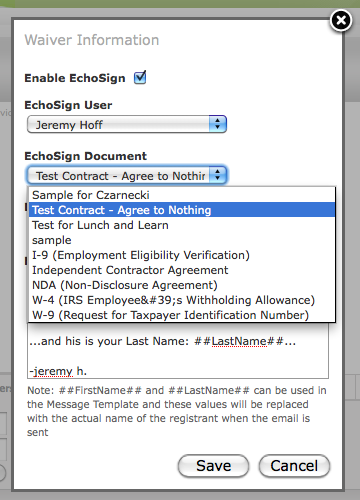 Waiver Information
Enable EchoSign
EchoSign User
Jeremy Hoff
EchoSign Document
Test Contract - Agree to Nothin
Sample for Czarnecki
Test Contract - Agree to Nothing
Test for Lunch and Learn
sample
I-9 (Employment Eligibility Verification)
Independent Contractor Agreement
NDA (Non-Disclosure Agreement)
W-4 (IRS Employee&#39;s Withholding Allowance)
W-9 (Request for Taxpayer Identification Number)
...and his is your Last Name: ##LastName##...
-jeremy h.
Note: ##FirstName## and ##LastName## can be used
in the Message Template and these values will be replaced
with the actual name of the registrant when the email is
sent
Save
Cancel